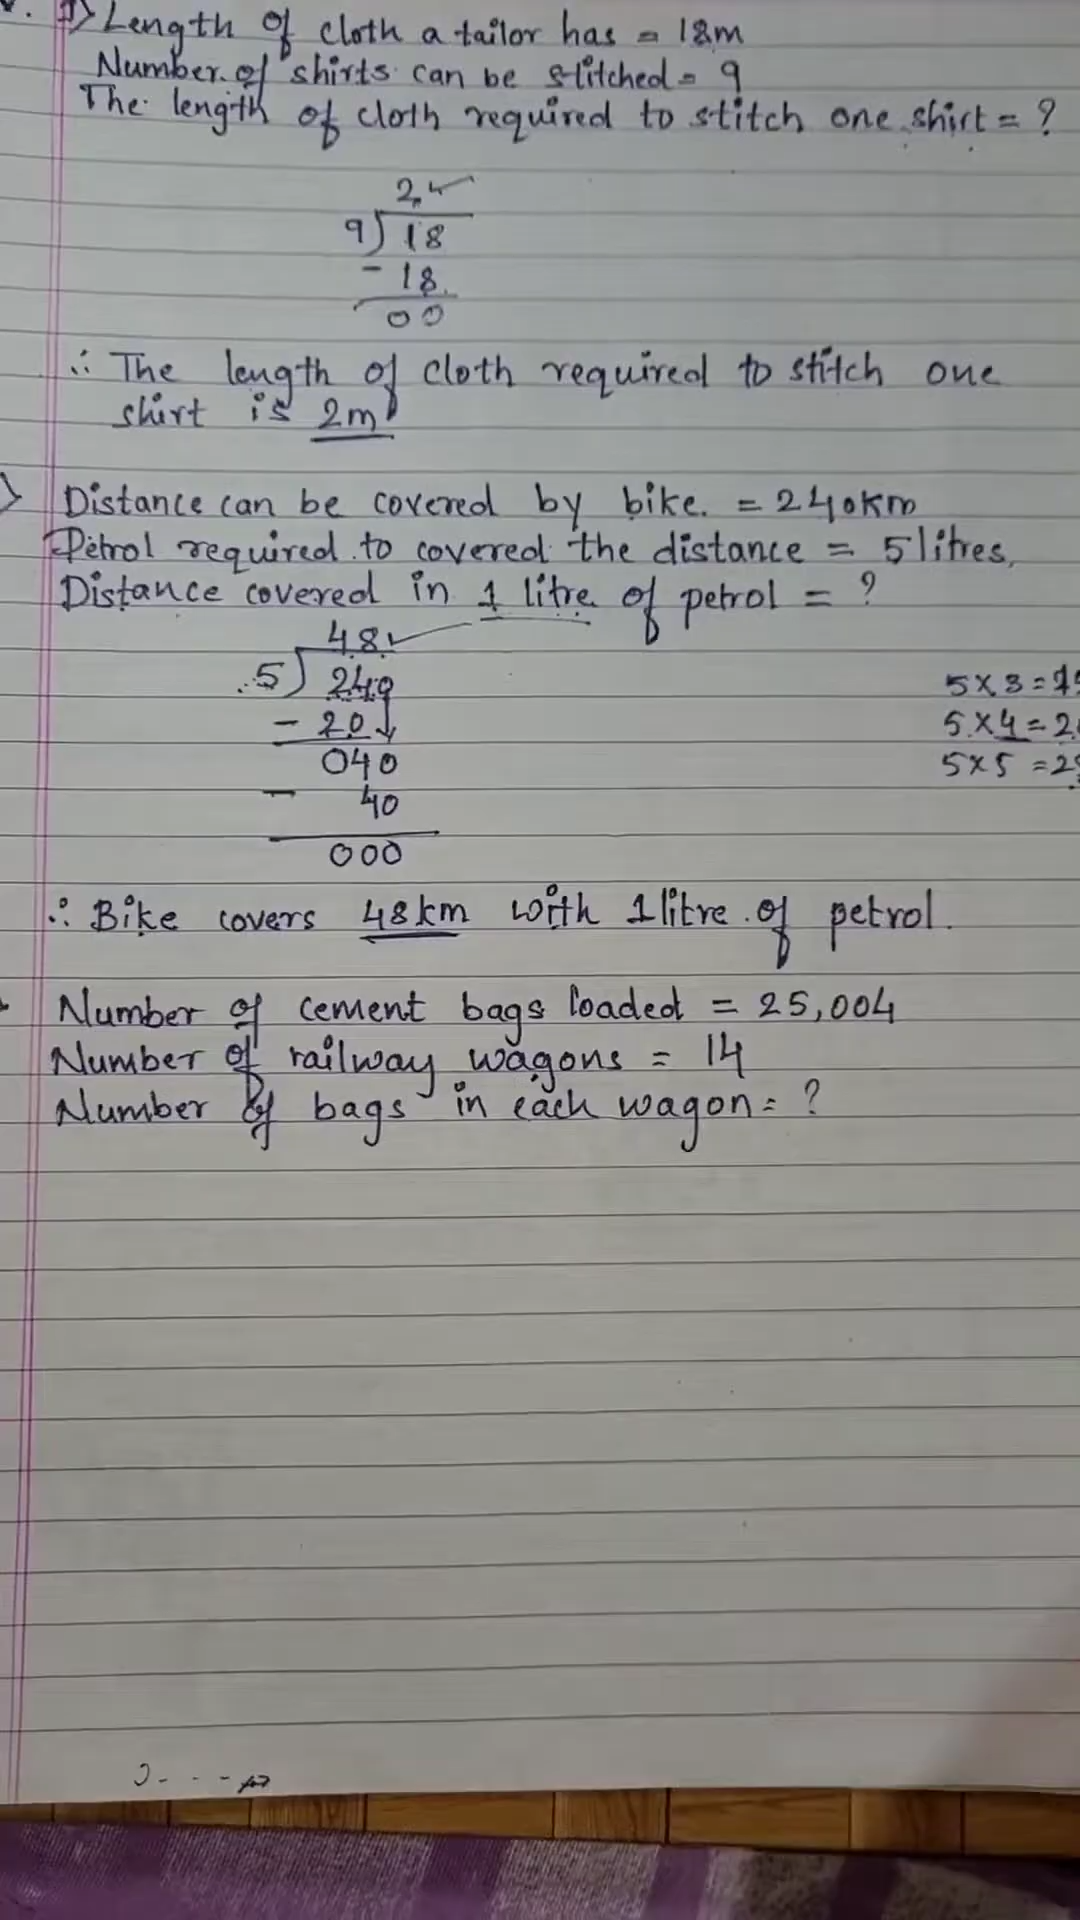 1) Length of cloth a tailor has = 18m
Number of shirts can be stitched = 9
The length of cloth required to stitch one shirt = ?
2
9) 18
- 18
00
∴ The length of cloth required to stitch one
shirt is 2m
Distance can be covered by bike. = 240km
Petrol required to covered the distance = 5 litres.
Distance covered in 1 litre of petrol = ?
48
5) 240
5 x 3 = 1
- 20
5 x 4 = 2
040
5 x 5 = 2
- 40
000
∴ Bike covers 48km with 1 litre of petrol.
Number of cement bags loaded = 25,004
Number of railway wagons = 14
Number of bags in each wagon = ?